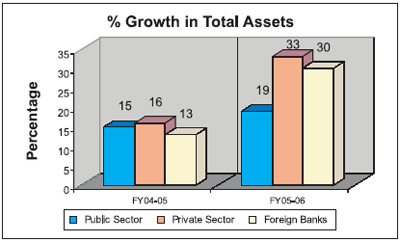 % Growth in Total Assets
Percentage
35
30
25
20
15
10
5
0
15
16
13
19
33
30
FY04-05
FY05-06
Public Sector
Private Sector
Foreign Banks